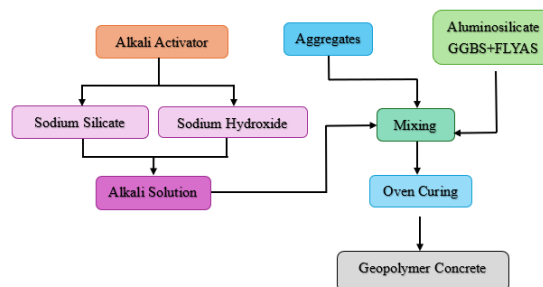 Alkali Activator
Aggregates
Aluminosilicate
GGBS+FLYAS
Sodium Silicate
Sodium Hydroxide
Mixing
Alkali Solution
Oven Curing
Geopolymer Concrete